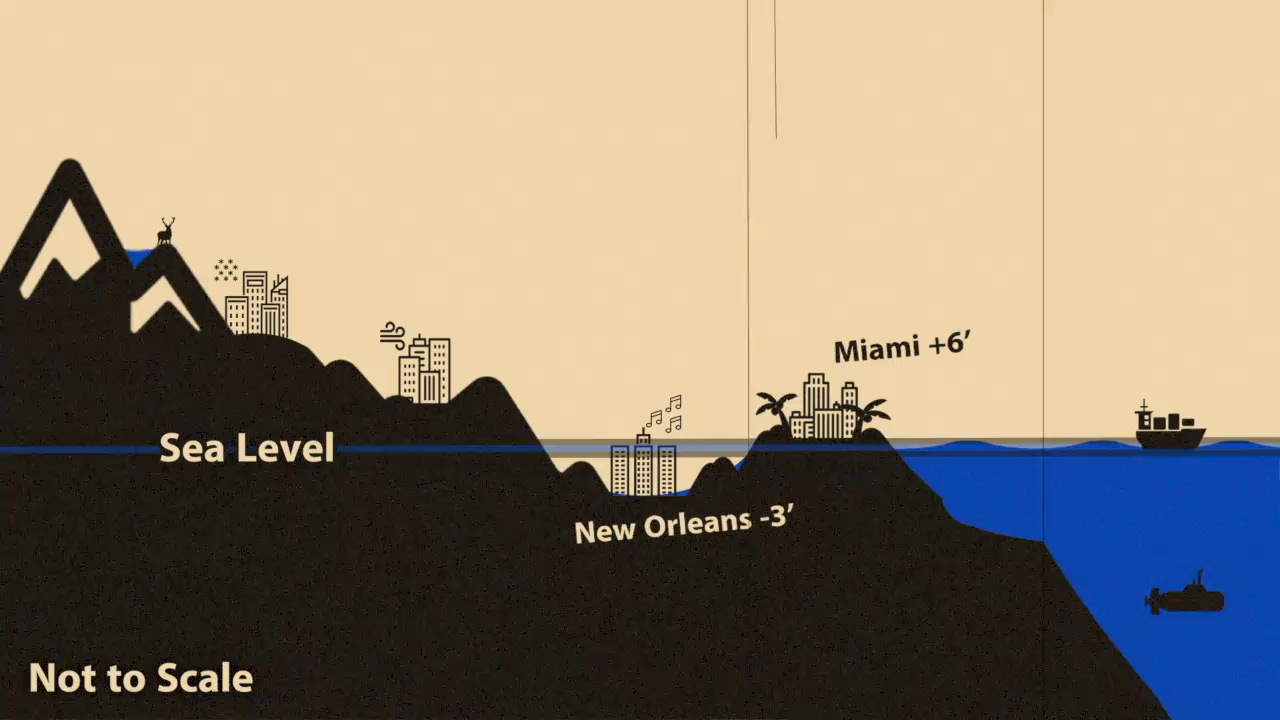 Miami +6’
Sea Level
New Orleans -3’
Not to Scale